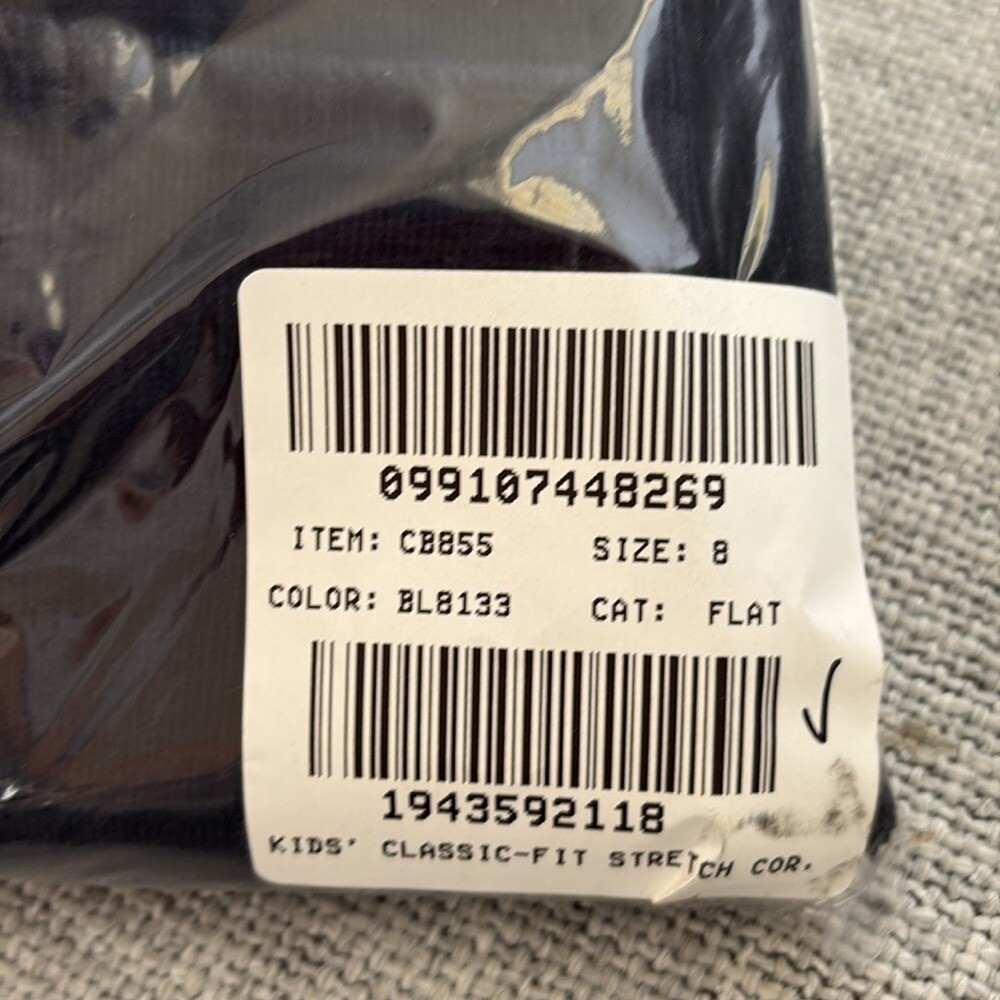 099107448269
ITEM: CB855 SIZE: 8
COLOR: BL8133 CAT: FLAT
1943592118
KIDS' CLASSIC-FIT STRETCH COR.